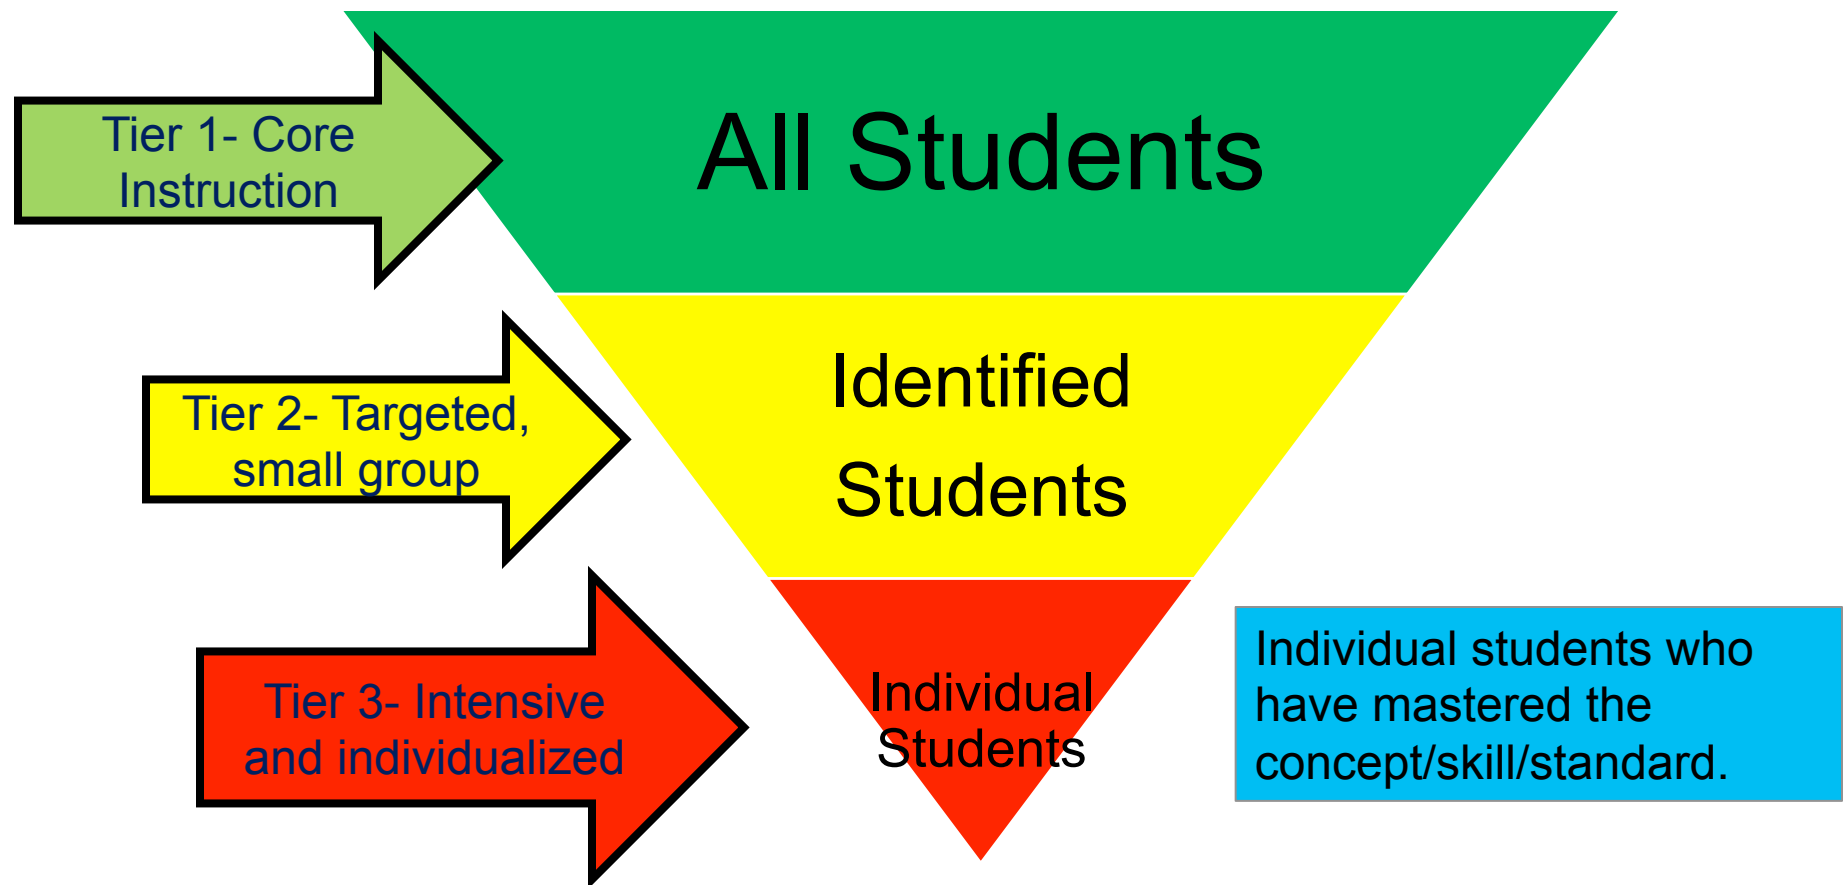 Tier 1- Core
Instruction
All Students
Tier 2- Targeted,
small group
Identified
Students
Tier 3- Intensive
and individualized
Individual
Students
Individual students who
have mastered the
concept/skill/standard.